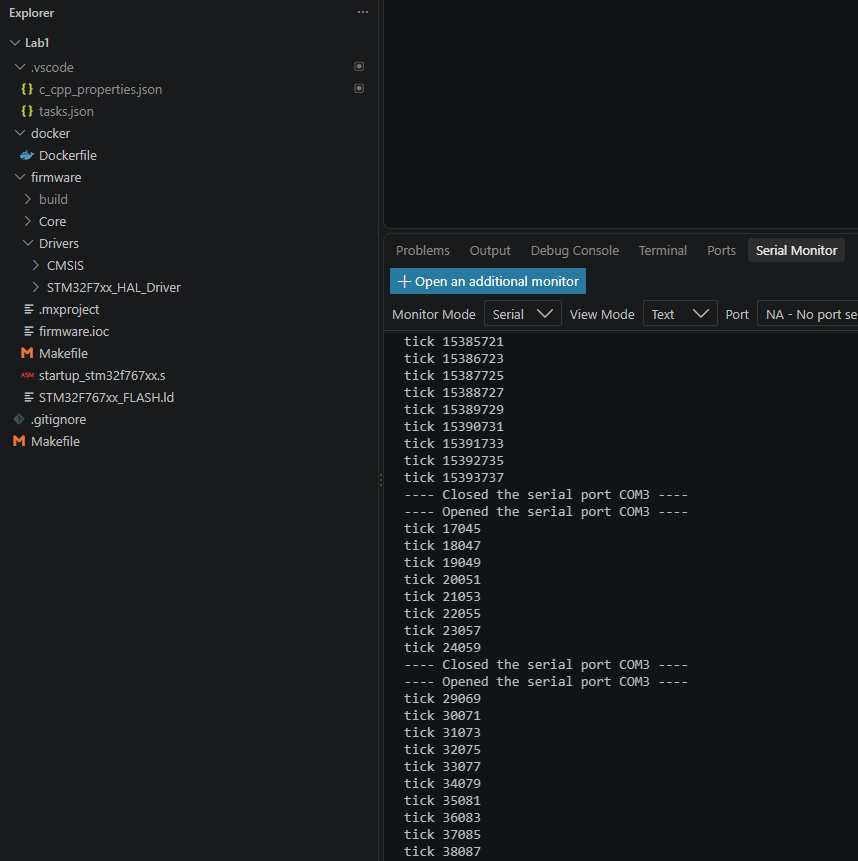 Explorer
Lab1
.vscode
c_cpp_properties.json
tasks.json
docker
Dockerfile
firmware
build
Core
Drivers
CMSIS
STM32F7xx_HAL_Driver
.mxproject
firmware.ioc
Makefile
ASM startup_stm32f767xx.s
STM32F767xx_FLASH.ld
.gitignore
Makefile
Problems Output Debug Console Terminal Ports Serial Monitor
Open an additional monitor
Monitor Mode Serial View Mode Text Port NA - No port se
tick 15385721
tick 15386723
tick 15387725
tick 15388727
tick 15389729
tick 15390731
tick 15391733
tick 15392735
tick 15393737
---- Closed the serial port COM3 ----
---- Opened the serial port COM3 ----
tick 17045
tick 18047
tick 19049
tick 20051
tick 21053
tick 22055
tick 23057
tick 24059
---- Closed the serial port COM3 ----
---- Opened the serial port COM3 ----
tick 29069
tick 30071
tick 31073
tick 32075
tick 33077
tick 34079
tick 35081
tick 36083
tick 37085
tick 38087